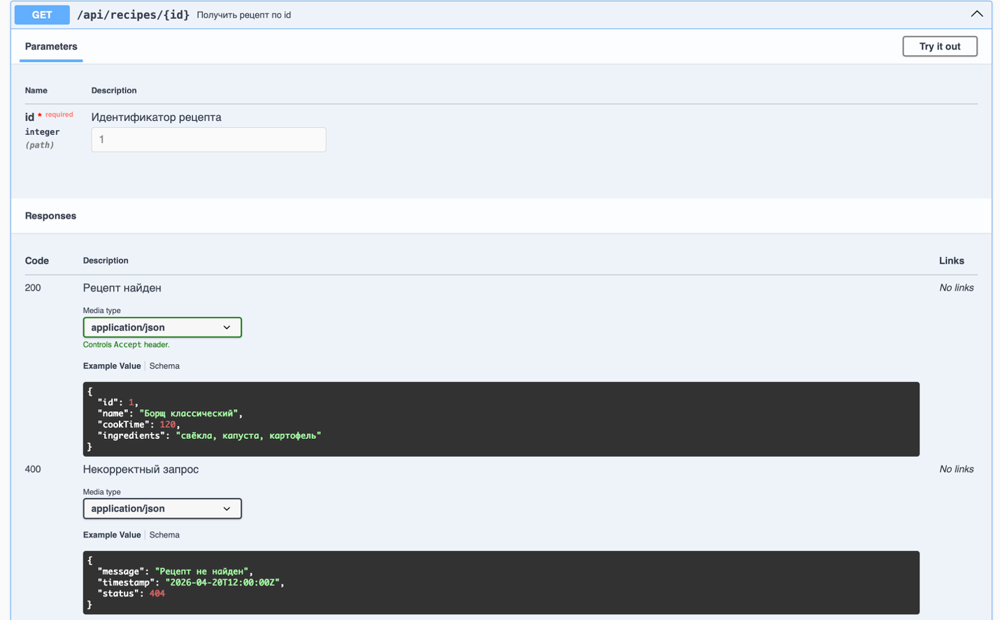 GET /api/recipes/{id} Получить рецепт по id
Parameters
Try it out
Name Description
id * required
integer
(path)
Идентификатор рецепта
1
Responses
Code Description Links
200 Рецепт найден No links
Media type
application/json
Controls Accept header.
Example Value Schema
{
"id": 1,
"name": "Борщ классический",
"cookTime": 120,
"ingredients": "свёкла, капуста, картофель"
}
400 Некорректный запрос No links
Media type
application/json
Example Value Schema
{
"message": "Рецепт не найден",
"timestamp": "2026-04-20T12:00:00Z",
"status": 404
}